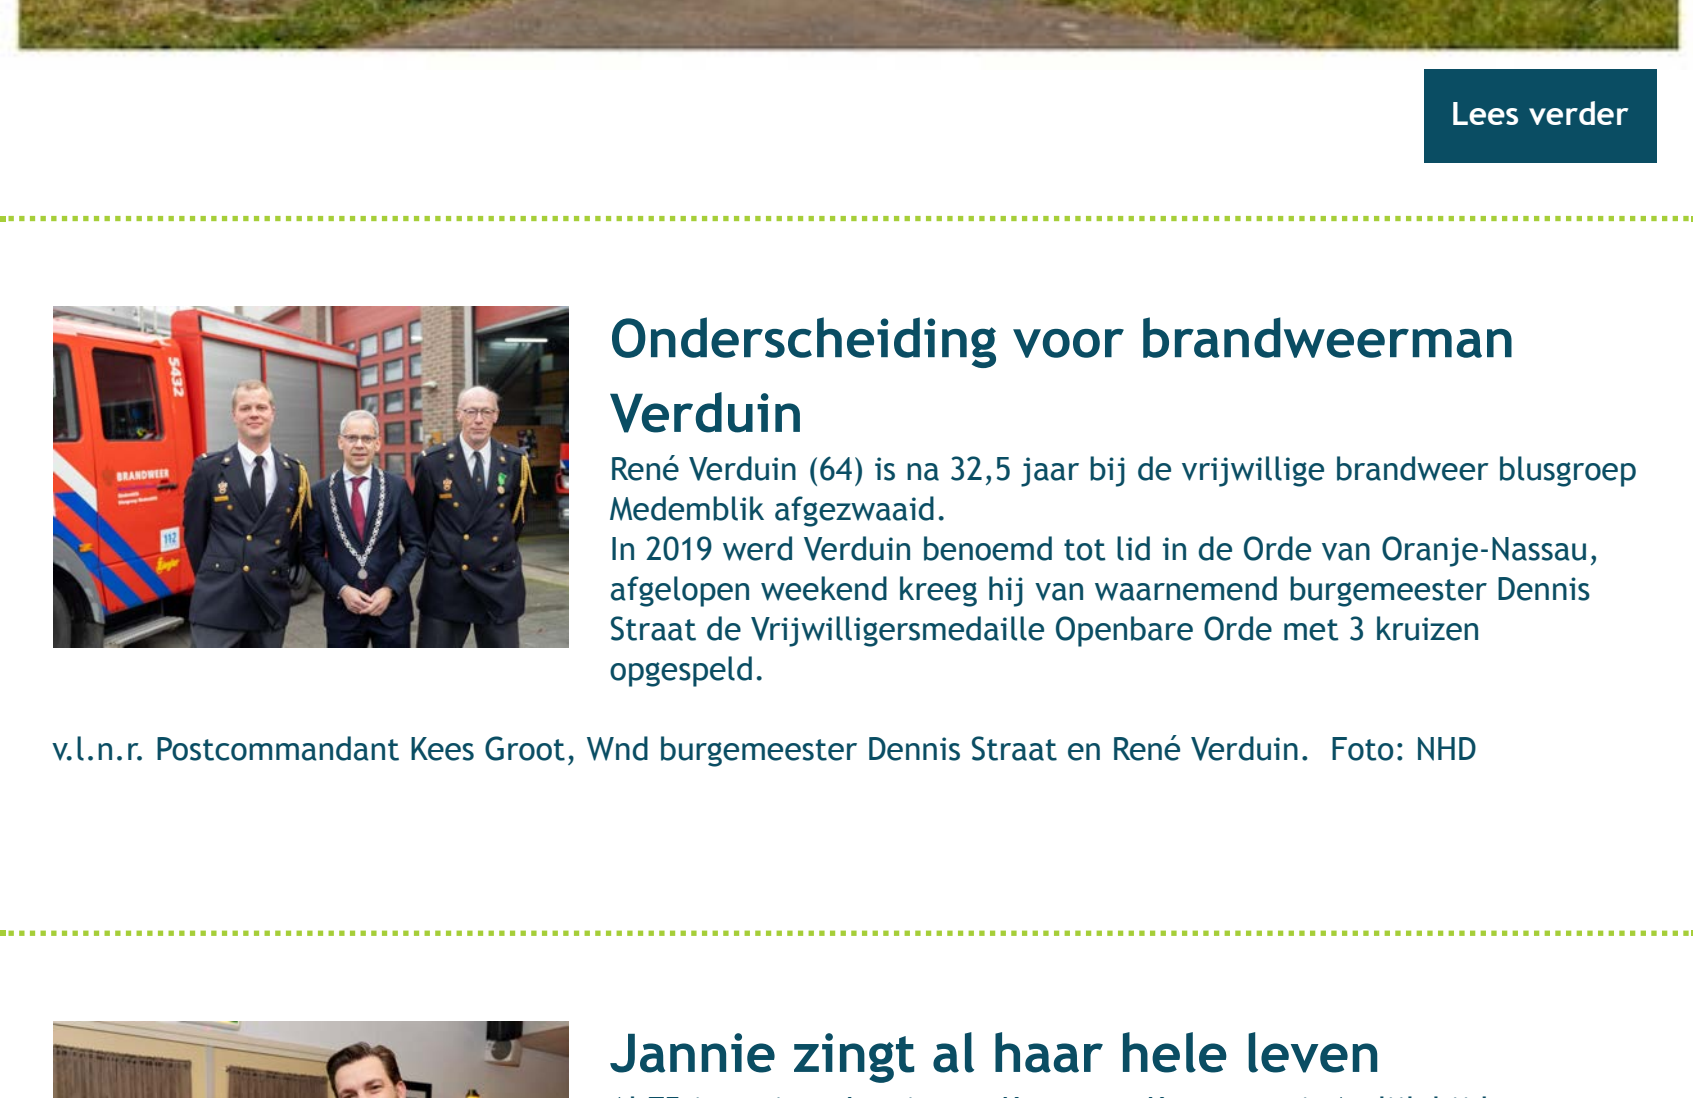 Lees verder
Onderscheiding voor brandweerman
Verduin
René Verduin (64) is na 32,5 jaar bij de vrijwillige brandweer blusgroep
Medemblik afgezwaaid.
In 2019 werd Verduin benoemd tot lid in de Orde van Oranje-Nassau,
afgelopen weekend kreeg hij van waarnemend burgemeester Dennis
Straat de Vrijwilligersmedaille Openbare Orde met 3 kruizen
opgespeld.
5432
BRANDWEER
112
v.l.n.r. Postcommandant Kees Groot, Wnd burgemeester Dennis Straat en René Verduin.  Foto: NHD
Jannie zingt al haar hele leven